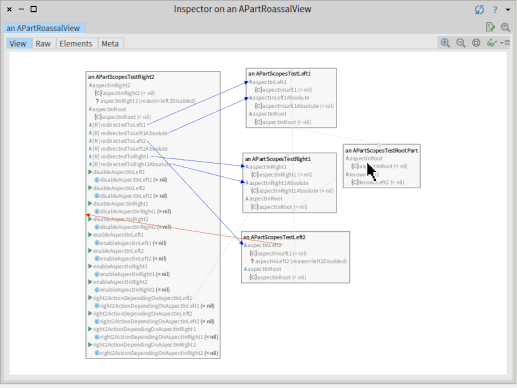 Inspector on an APartRoassalView
an APartRoassalView
View Raw Elements Meta
an APartScopesTestRight2
AaspectInRight2
{C}aspectInRight2 (= nil)
? aspectInRight2 (reason=left2Disabled)
AaspectInRoot
{C}aspectInRoot (= nil)
A[R] redirectedToLeft1
A[R] redirectedToLeft1Absolute
A[R] redirectedToLeft2
A[R] redirectedToLeft2Absolute
A[R] redirectedToRight1
A[R] redirectedToRight1Absolute
disableAspectInLeft1
disableAspectInLeft1 (= nil)
disableAspectInLeft2
disableAspectInLeft2 (= nil)
disableAspectInRight1
disableAspectInRight1 (= nil)
disableAspectInRight2
disableAspectInRight2 (= nil)
enableAspectInLeft1
enableAspectInLeft1 (= nil)
enableAspectInLeft2
enableAspectInLeft2 (= nil)
enableAspectInRight1
enableAspectInRight1 (= nil)
enableAspectInRight2
enableAspectInRight2 (= nil)
right2ActionDependingOnAspectInLeft1
right2ActionDependingOnAspectInLeft1 (= nil)
right2ActionDependingOnAspectInLeft2
right2ActionDependingOnAspectInLeft2 (= nil)
right2ActionDependingOnAspectInRight1
right2ActionDependingOnAspectInRight1 (= nil)
right2ActionDependingOnAspectInRight2
right2ActionDependingOnAspectInRight2 (= nil)
an APartScopesTestLeft1
AaspectInLeft1
{C}aspectInLeft1 (= nil)
AaspectInLeft1Absolute
{C}aspectInLeft1Absolute (= nil)
AaspectInRoot
{C}aspectInRoot (= nil)
an APartScopesTestRight1
AaspectInRight1
{C}aspectInRight1 (= nil)
AaspectInRight1Absolute
{C}aspectInRight1Absolute (= nil)
AaspectInRoot
{C}aspectInRoot (= nil)
an APartScopesTestRootPart
AaspectInRoot
(= nil)
(= nil)
an APartScopesTestLeft2
AaspectInLeft2
{C}aspectInLeft2 (= nil)
? aspectInLeft2 (reason=left2Disabled)
AaspectInRoot
{C}aspectInRoot (= nil)